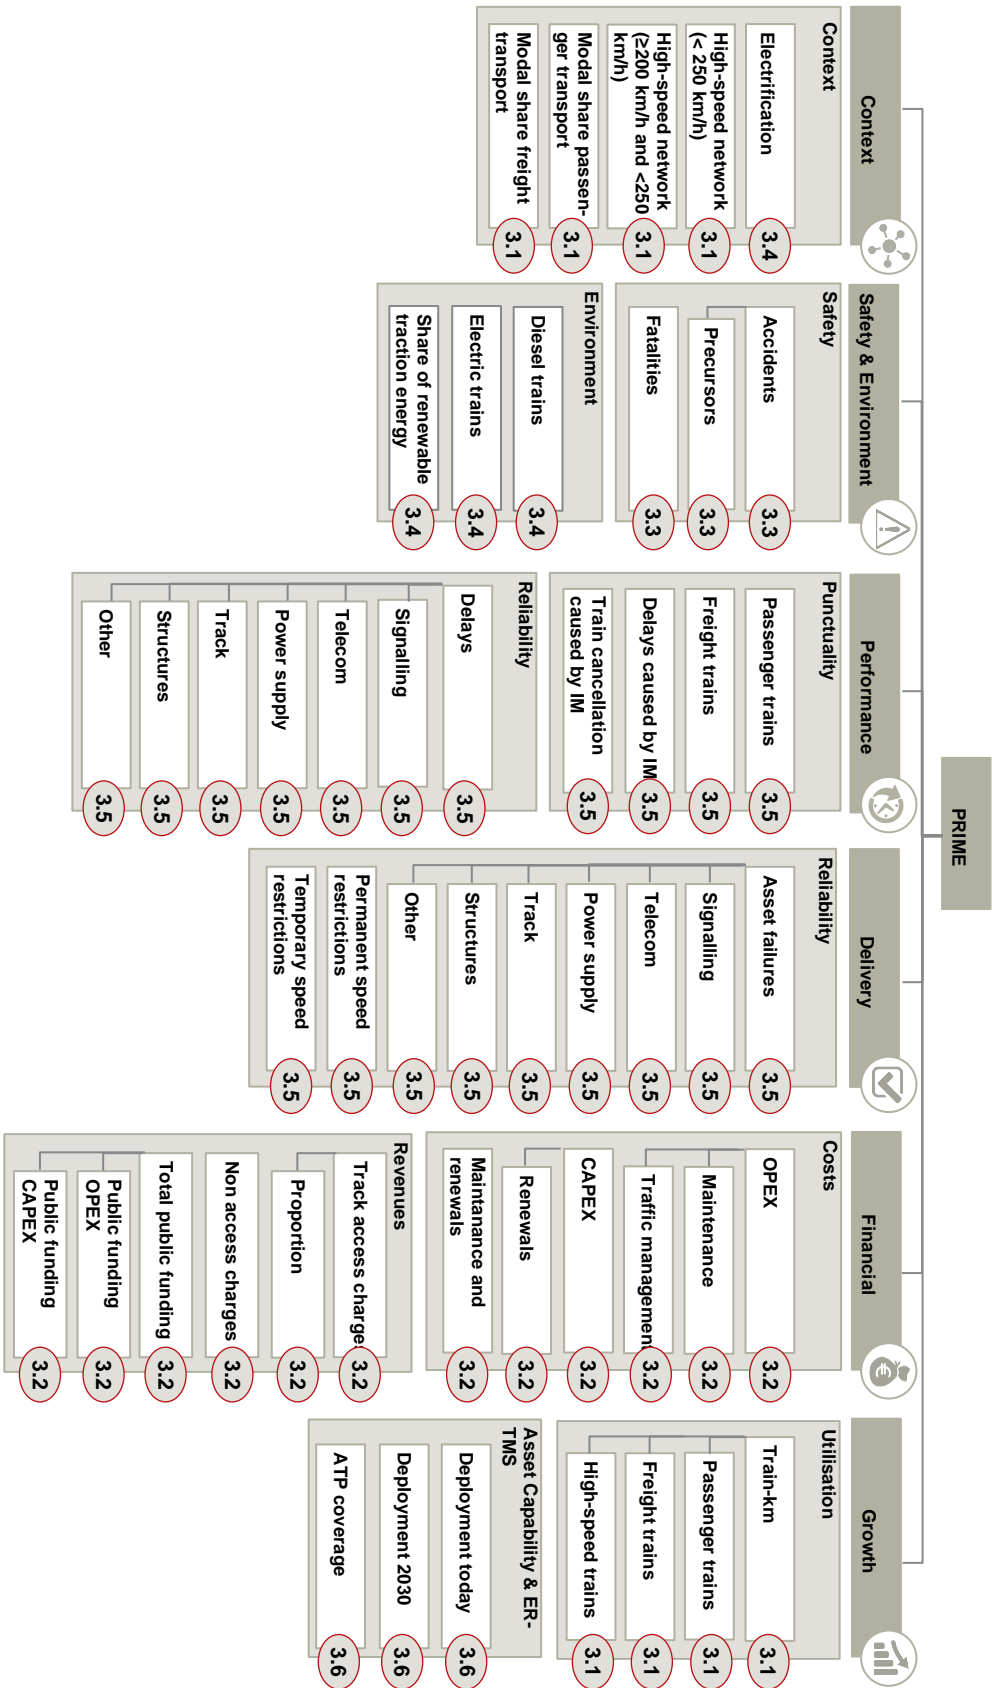 PRIME
Context
Context
Electrification
3.4
High-speed network
(< 250 km/h)
3.1
High-speed network
(≥200 km/h and <250
km/h)
3.1
Modal share passen-
ger transport
3.1
Modal share freight
transport
3.1
Safety & Environment
Safety
Accidents
3.3
Precursors
3.3
Fatalities
3.3
Environment
Diesel trains
3.4
Electric trains
3.4
Share of renewable
traction energy
3.4
Performance
Punctuality
Passenger trains
3.5
Freight trains
3.5
Delays caused by IM
3.5
Train cancellation
caused by IM
3.5
Reliability
Delays
3.5
Signalling
3.5
Telecom
3.5
Power supply
3.5
Track
3.5
Structures
3.5
Other
3.5
Delivery
Reliability
Asset failures
3.5
Signalling
3.5
Telecom
3.5
Power supply
3.5
Track
3.5
Structures
3.5
Other
3.5
Permanent speed
restrictions
3.5
Temporary speed
restrictions
3.5
Financial
€
Costs
OPEX
3.2
Maintenance
3.2
Traffic management
3.2
CAPEX
3.2
Renewals
3.2
Maintanance and
renewals
3.2
Revenues
Track access charges
3.2
Proportion
3.2
Non access charges
3.2
Total public funding
3.2
Public funding
OPEX
3.2
Public funding
CAPEX
3.2
Growth
Utilisation
Train-km
3.1
Passenger trains
3.1
Freight trains
3.1
High-speed trains
3.1
Asset Capability & ER-
TMS
Deployment today
3.6
Deployment 2030
3.6
ATP coverage
3.6